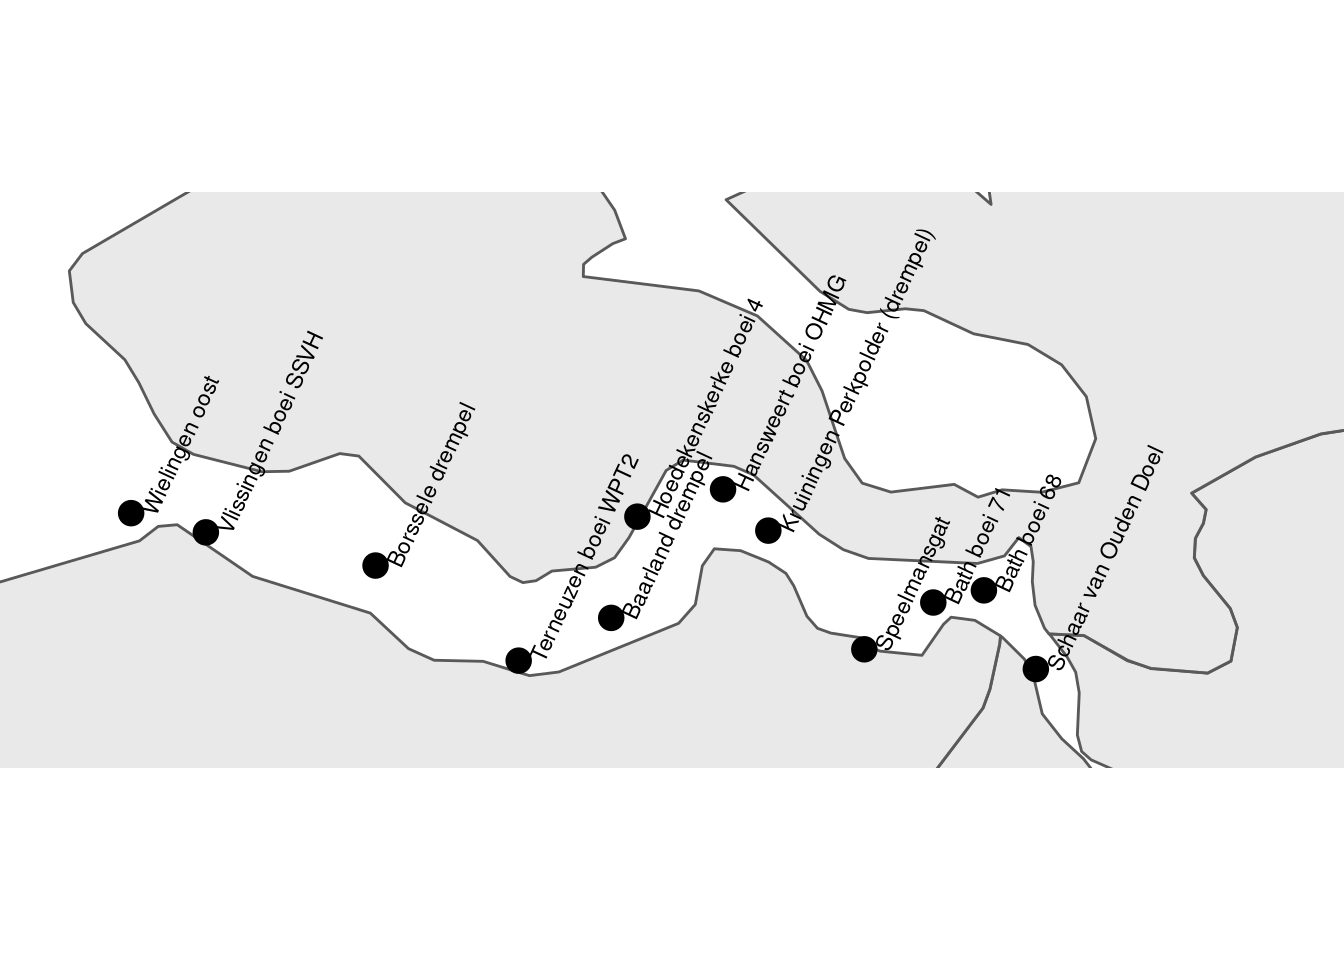 Wielingen oost
Vlissingen boei SSVH
Borssele drempel
Terneuzen boei WPT2
Baarland drempel
Hoedekenskerke boei 4
Hansweert boei OHMG
Kruiningen Perkpolder (drempel)
Speelmansgat
Bath boei 71
Bath boei 68
Schaar van Ouden Doel